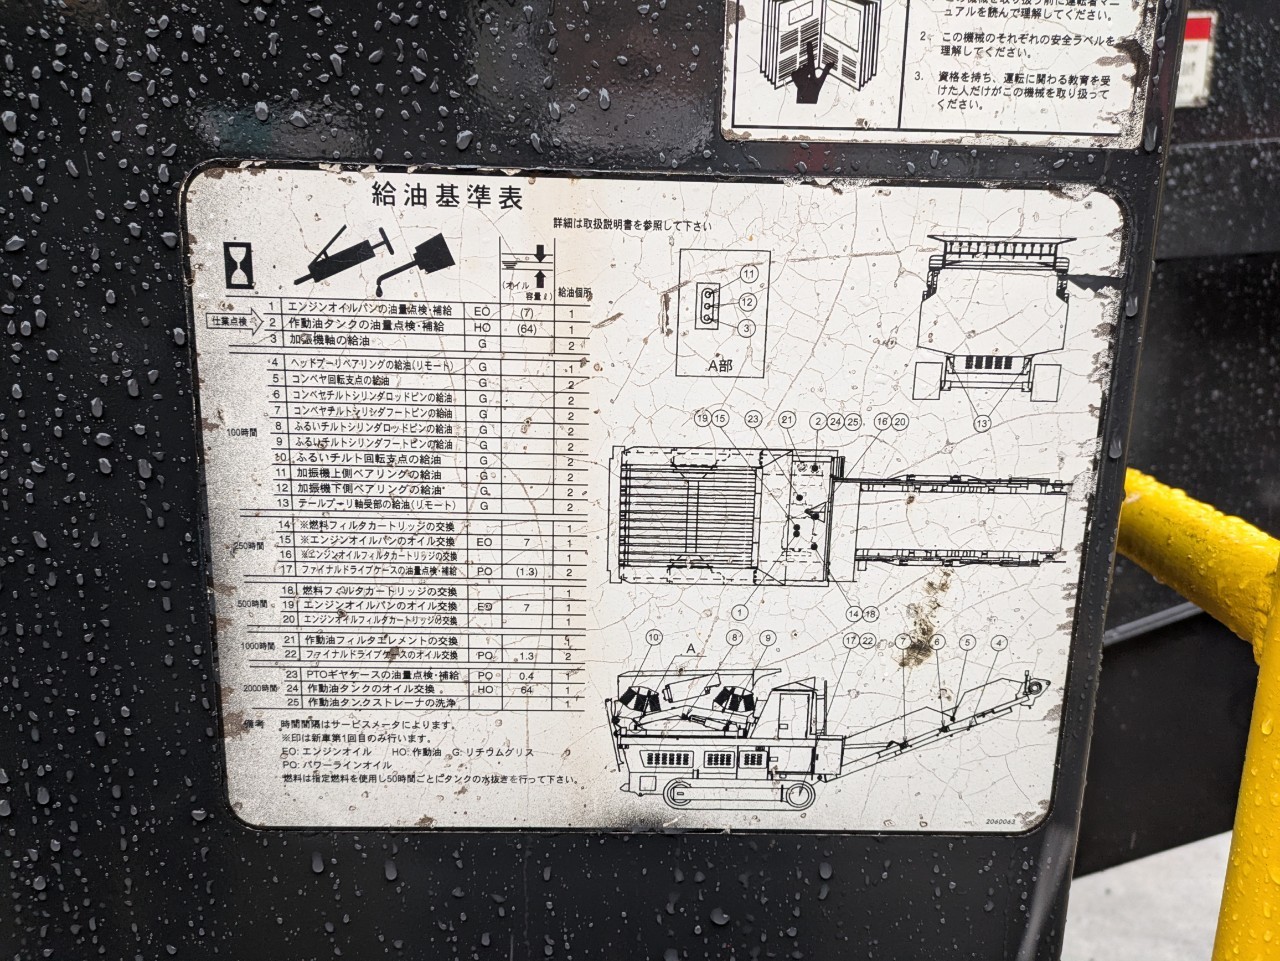 ュアルを読んで理解してください。
2. この機械のそれぞれの安全ラベルを
理解してください。
3. 資格を持ち、運転に関わる教育を受
けた人だけがこの機械を取り扱って
ください。
給油基準表
詳細は取扱説明書を参照して下さい
(オイル容量ℓ) 給油個所
仕業点検
1 エンジンオイルパンの油量点検・補給 EO (7) 1
2 作動油タンクの油量点検・補給 HO (64) 1
3 加振機軸の給油 G 2
100時間
4 ヘッドプーリベアリングの給油(リモート) G 1
5 コンベヤ回転支点の給油 G 2
6 コンベヤチルトシリンダロッドピンの給油 G 2
7 コンベヤチルトシリンダフートピンの給油 G 2
8 ふるいチルトシリンダロッドピンの給油 G 2
9 ふるいチルトシリンダフートピンの給油 G 2
10 ふるいチルト回転支点の給油 G 2
11 加振機上側ベアリングの給油 G 2
12 加振機下側ベアリングの給油 G 2
13 テールプーリ軸受部の給油(リモート) G 2
250時間
14 ※燃料フィルタカートリッジの交換 1
15 ※エンジンオイルパンのオイル交換 EO 7 1
16 ※エンジンオイルフィルタカートリッジの交換 1
17 ファイナルドライブケースの油量点検・補給 PO (1.3) 2
500時間
18 燃料フィルタカートリッジの交換 1
19 エンジンオイルパンのオイル交換 EO 7 1
20 エンジンオイルフィルタカートリッジの交換 1
1000時間
21 作動油フィルタエレメントの交換 1
22 ファイナルドライブケースのオイル交換 PO 1.3 2
2000時間
23 PTOギヤケースの油量点検・補給 PO 0.4 1
24 作動油タンクのオイル交換 HO 64 1
25 作動油タンクストレーナの洗浄 1
備考 時間間隔はサービスメータによります。
※印は新車第1回目のみ行います。
EO: エンジンオイル HO: 作動油 G: リチウムグリス
PO: パワーラインオイル
燃料は指定燃料を使用し50時間ごとにタンクの水抜きを行って下さい。
11
12
3
A部
13
19 15 23 21 2 24 25 16 20
1 14 18
10 A 8 9 17 22 7 6 5 4
2060063